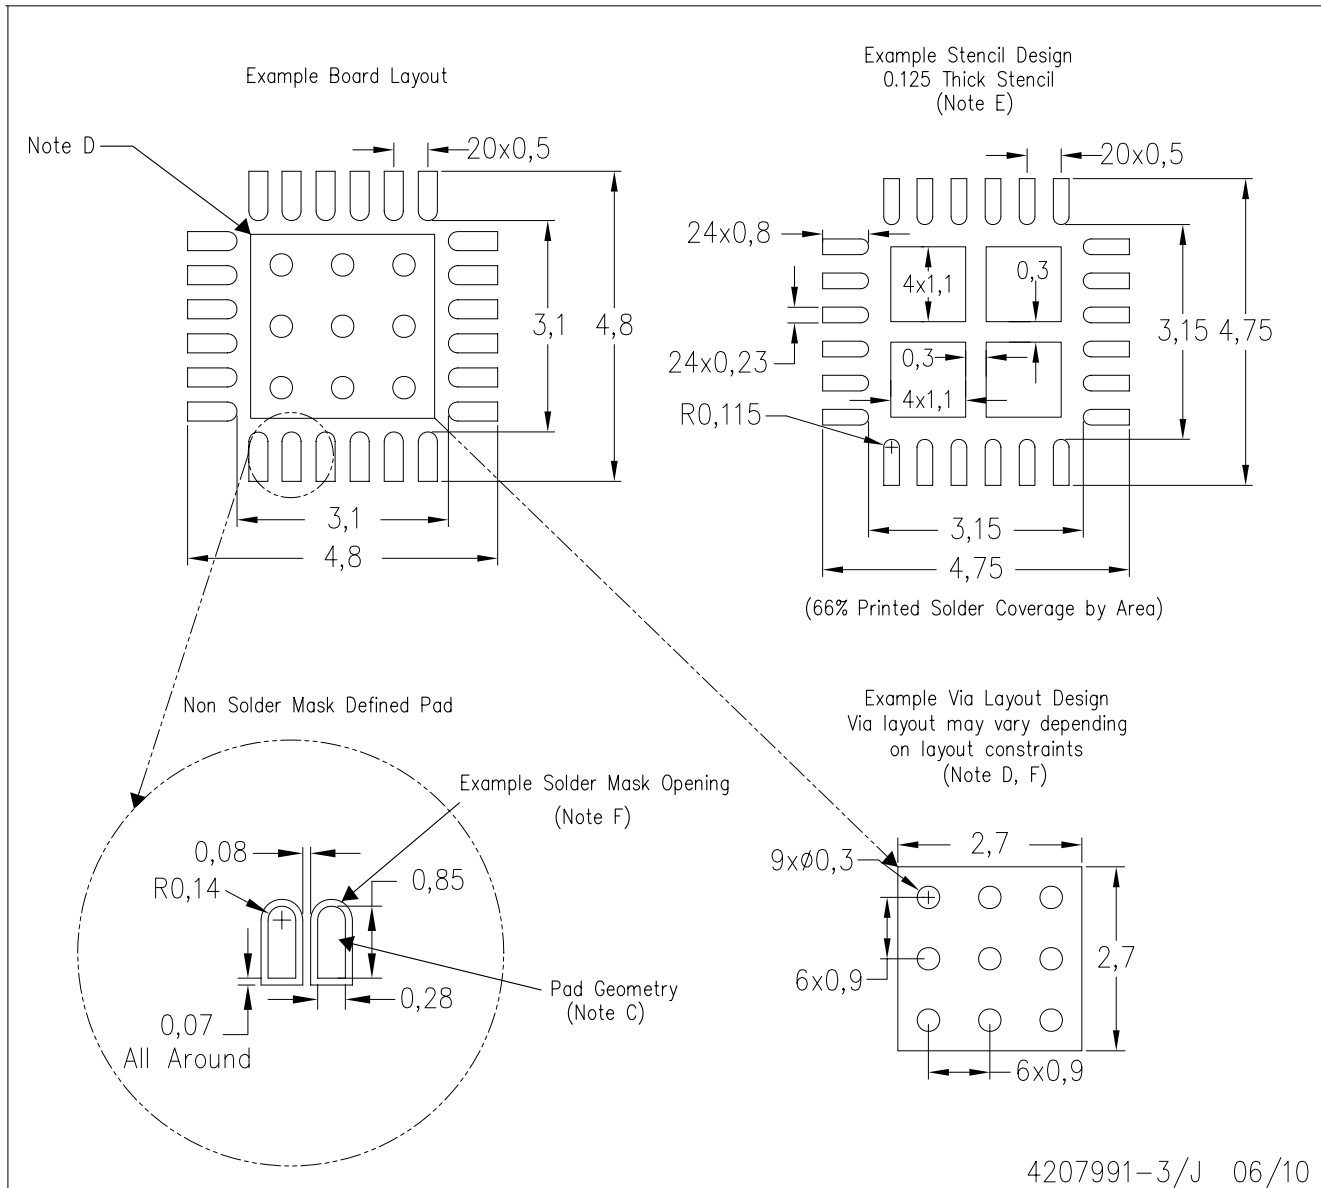 Example Board Layout
Note D
20x0,5
3,1
4,8
3,1
4,8
Example Stencil Design
0.125 Thick Stencil
(Note E)
20x0,5
24x0,8
4x1,1
0,3
3,15
4,75
24x0,23
0,3
4x1,1
R0,115
3,15
4,75
(66% Printed Solder Coverage by Area)
Non Solder Mask Defined Pad
Example Solder Mask Opening
(Note F)
0,08
R0,14
0,85
0,28
Pad Geometry
(Note C)
0,07
All Around
Example Via Layout Design
Via layout may vary depending
on layout constraints
(Note D, F)
2,7
9xø0,3
2,7
6x0,9
6x0,9
4207991-3/J 06/10